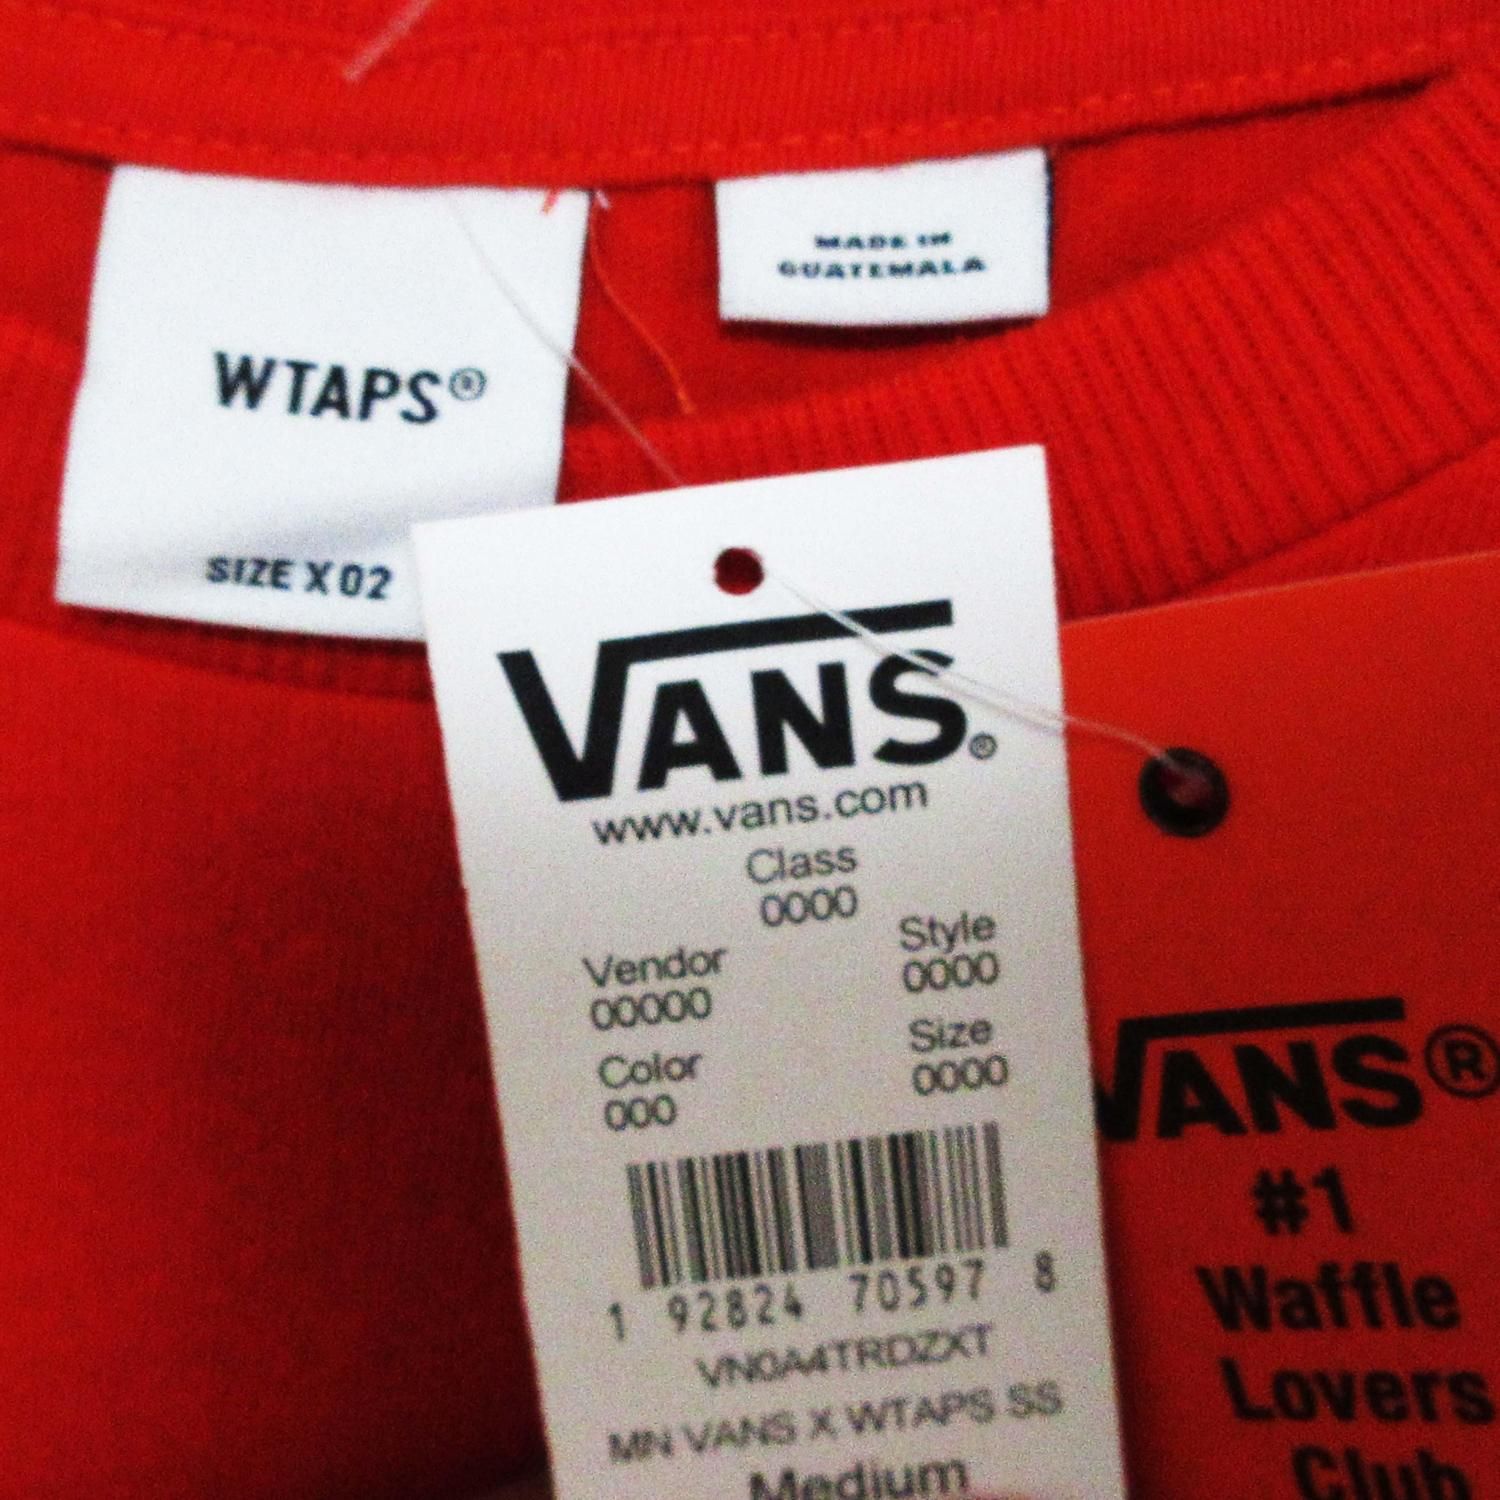 WTAPS®
SIZE X 02
MADE IN
GUATEMALA
VANS®
www.vans.com
Class
0000
Vendor
00000
Style
0000
Color
000
Size
0000
1 92824 70597 8
VN0A4TRDZXT
MN VANS X WTAPS SS
Medium
VANS®
#1
Waffle
Lovers
Club